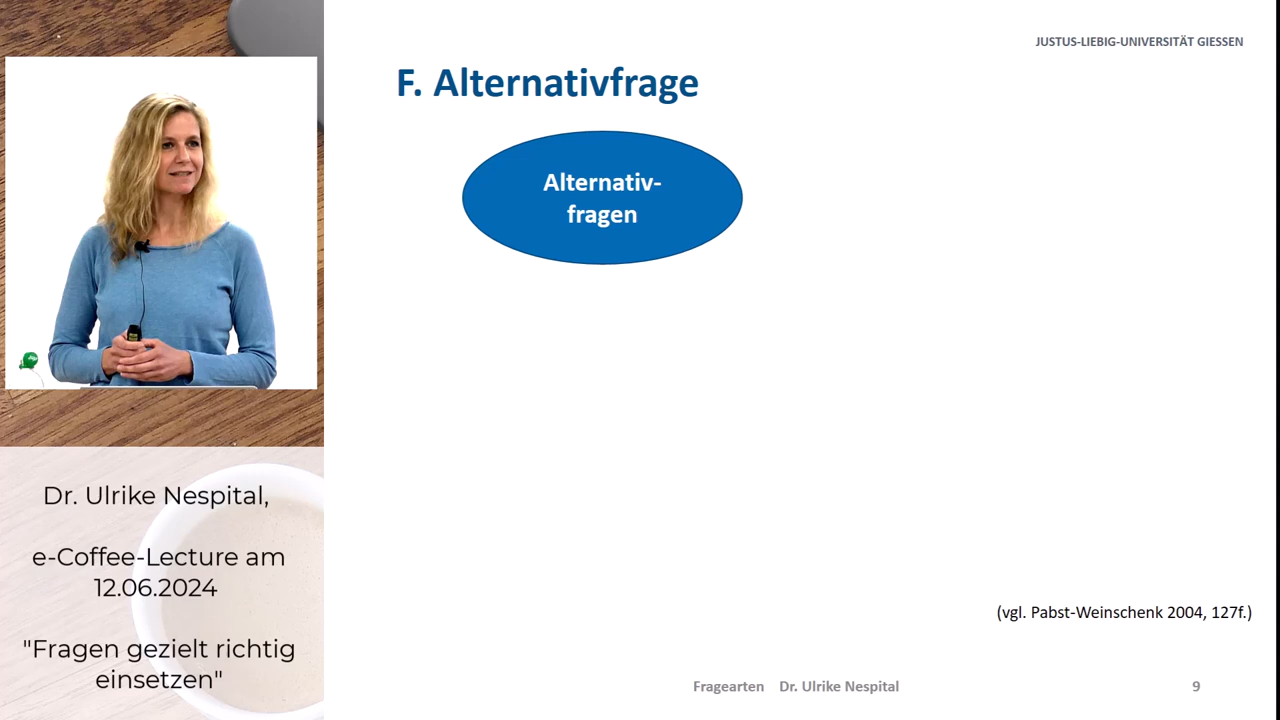 JUSTUS-LIEBIG-UNIVERSITÄT GIESSEN
F. Alternativfrage
Alternativ-
fragen
Dr. Ulrike Nespital,
e-Coffee-Lecture am
12.06.2024
"Fragen gezielt richtig
einsetzen"
(vgl. Pabst-Weinschenk 2004, 127f.)
Fragearten Dr. Ulrike Nespital 9